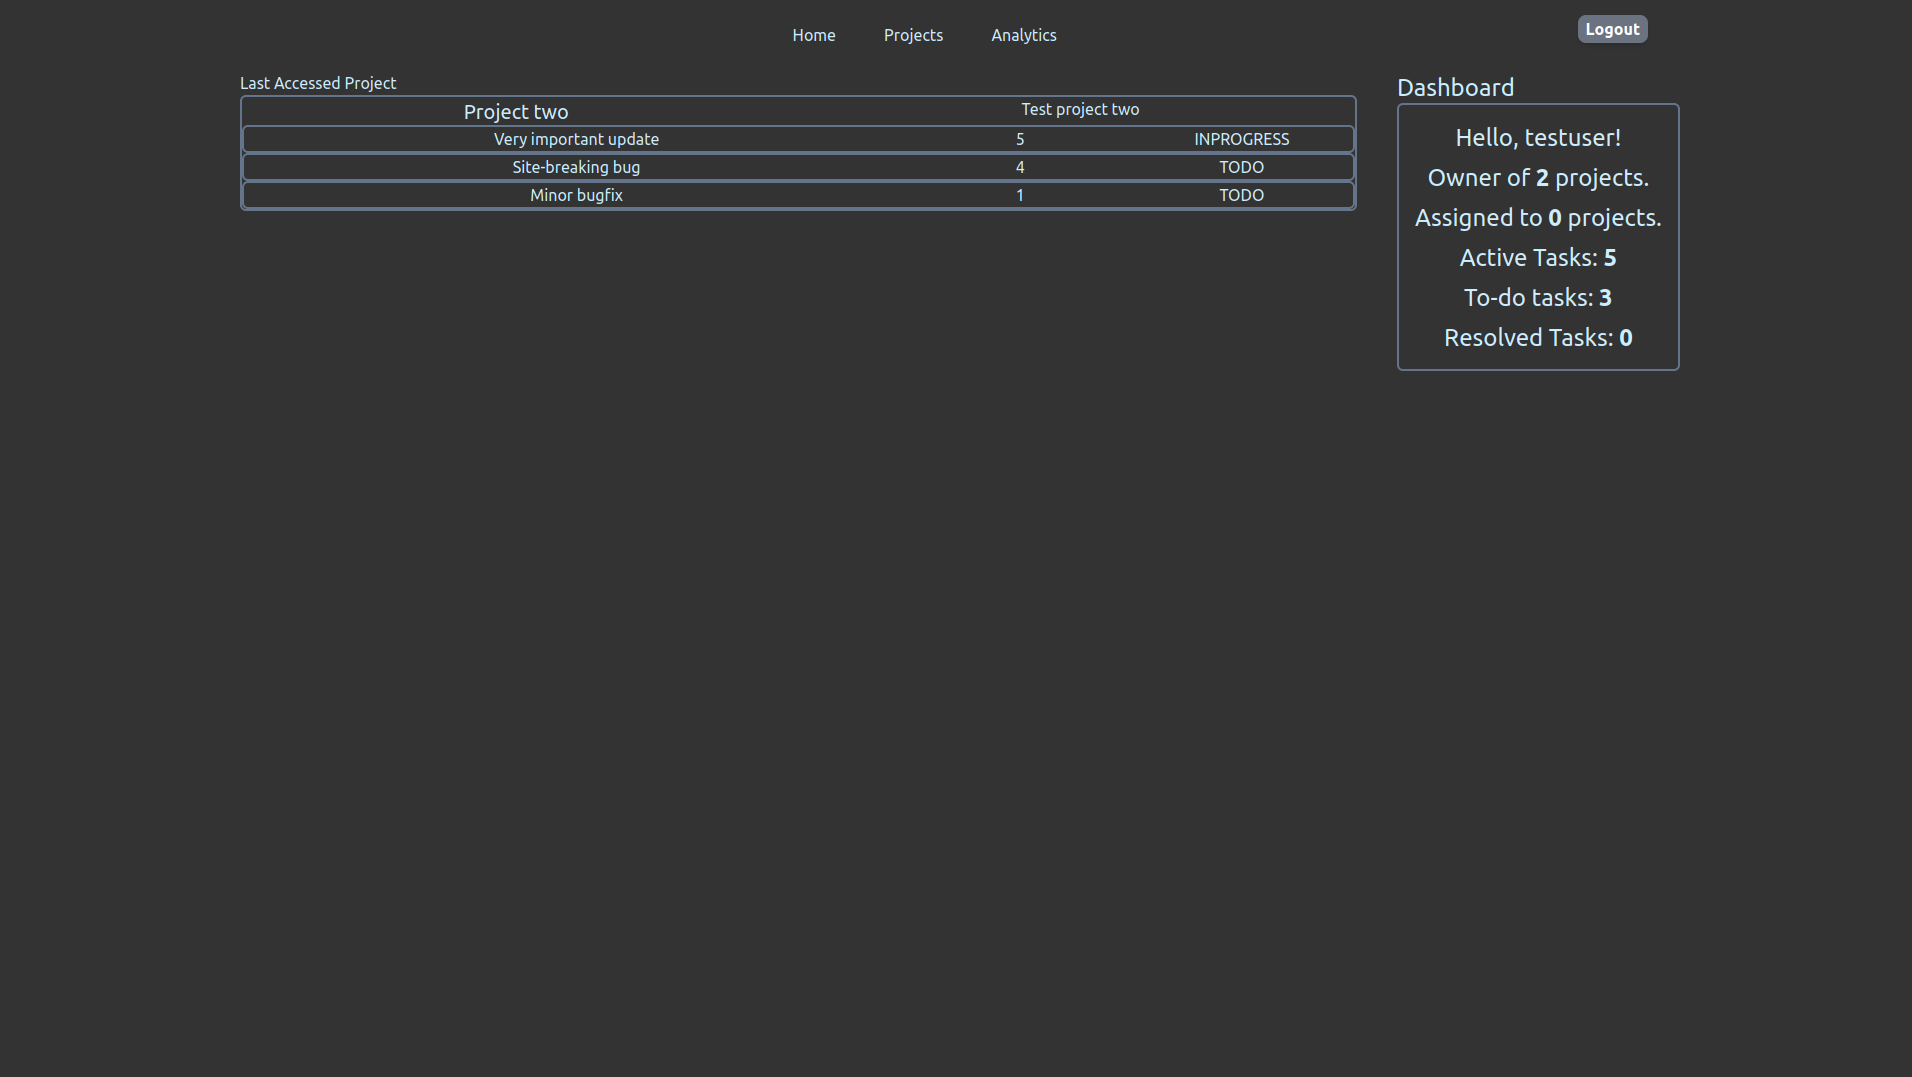 Home Projects Analytics Logout
Last Accessed Project
Project two Test project two
Very important update 5 INPROGRESS
Site-breaking bug 4 TODO
Minor bugfix 1 TODO
Dashboard
Hello, testuser!
Owner of 2 projects.
Assigned to 0 projects.
Active Tasks: 5
To-do tasks: 3
Resolved Tasks: 0